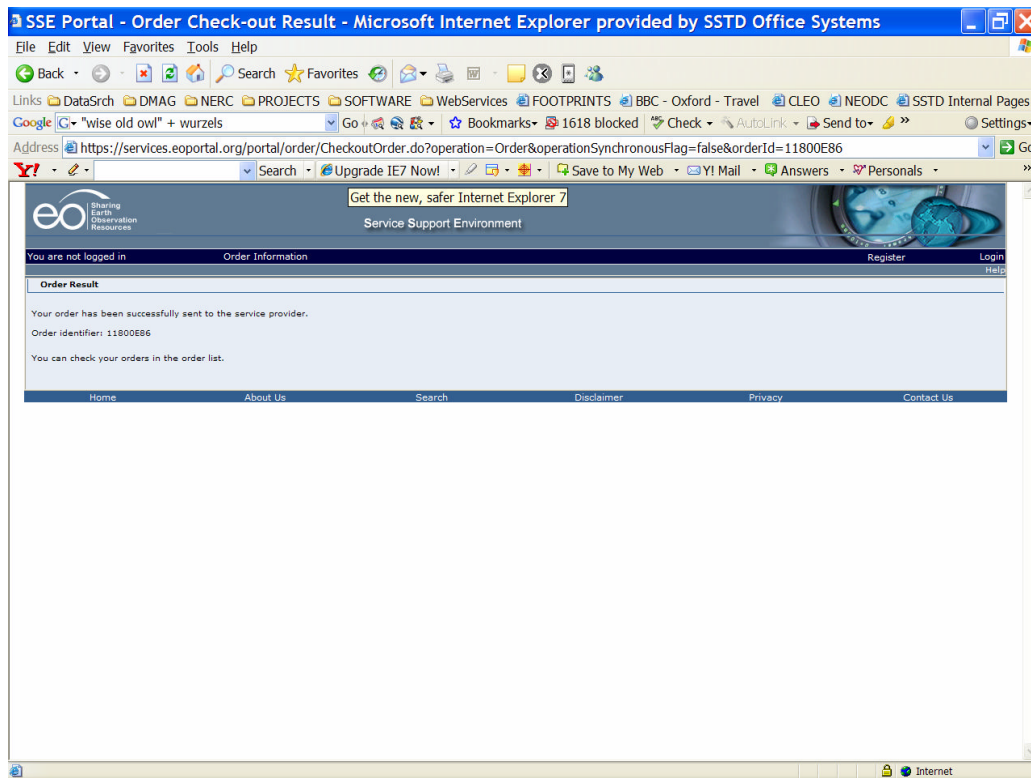 SSE Portal - Order Check-out Result - Microsoft Internet Explorer provided by SSTD Office Systems
File Edit View Favorites Tools Help
Back Search Favorites
Links DataSrch DMAG NERC PROJECTS SOFTWARE WebServices FOOTPRINTS BBC - Oxford - Travel CLEO NEODC SSTD Internal Pages
Google G "wise old owl" + wurzels Go Bookmarks 1618 blocked Check AutoLink Send to » Settings
Address https://services.eoportal.org/portal/order/CheckoutOrder.do?operation=Order&operationSynchronousFlag=false&orderId=11800E86 Go
Y! Search Upgrade IE7 Now! Save to My Web Y! Mail Answers Personals »
Get the new, safer Internet Explorer 7
eo Sharing
Earth
Observation
Resources
Service Support Environment
You are not logged in Order Information Register Login
Help
Order Result
Your order has been successfully sent to the service provider.
Order identifier: 11800E86
You can check your orders in the order list.
Home About Us Search Disclaimer Privacy Contact Us
Internet